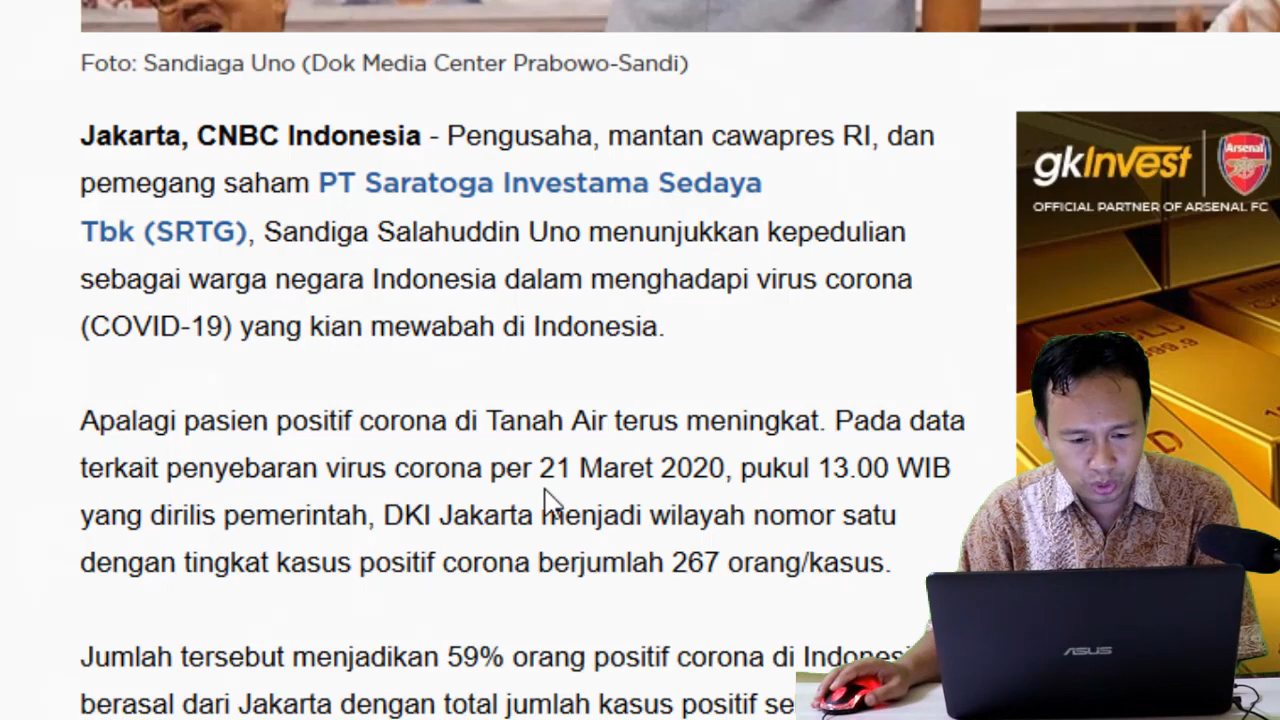 Foto: Sandiaga Uno (Dok Media Center Prabowo-Sandi)
Jakarta, CNBC Indonesia - Pengusaha, mantan cawapres RI, dan
pemegang saham PT Saratoga Investama Sedaya
Tbk (SRTG), Sandiga Salahuddin Uno menunjukkan kepedulian
sebagai warga negara Indonesia dalam menghadapi virus corona
(COVID-19) yang kian mewabah di Indonesia.
Apalagi pasien positif corona di Tanah Air terus meningkat. Pada data
terkait penyebaran virus corona per 21 Maret 2020, pukul 13.00 WIB
yang dirilis pemerintah, DKI Jakarta menjadi wilayah nomor satu
dengan tingkat kasus positif corona berjumlah 267 orang/kasus.
Jumlah tersebut menjadikan 59% orang positif corona di
berasal dari Jakarta dengan total jumlah kasus positif
gkInvest
Arsenal
OFFICIAL PARTNER OF ARSENAL FC
GOLD
999,9
ASUS